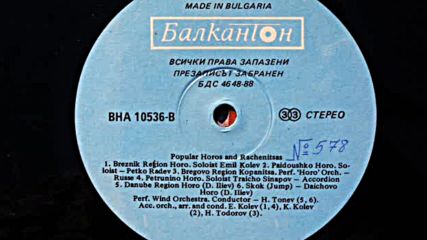 MADE IN BULGARIA
Балкантон
ВСИЧКИ ПРАВА ЗАПАЗЕНИ
ПРЕЗАПИСЪТ ЗАБРАНЕН
БДС 4648-88
ВНА 10536-В
33 СТЕРЕО
№ 578
Popular Horos and Rachenitsas
1. Breznik Region Horo. Soloist Emil Kolev 2. Paidoushko Horo. So-
loist – Petko Radev 3. Bregovo Region Kopanitsa. Perf. 'Horo' Orch. –
Russe 4. Petrunino Horo. Soloist Traicho Sinapov – Accordion
5. Danube Region Horo (D. Iliev) 6. Skok (Jump) – Daichovo
Horo (D. Iliev)
Perf. Wind Orchestra. Conductor – H. Tonev (5, 6).
Acc. orch., arr. and cond. E. Kolev (1,4), K. Kolev
(2), H. Todorov (3).